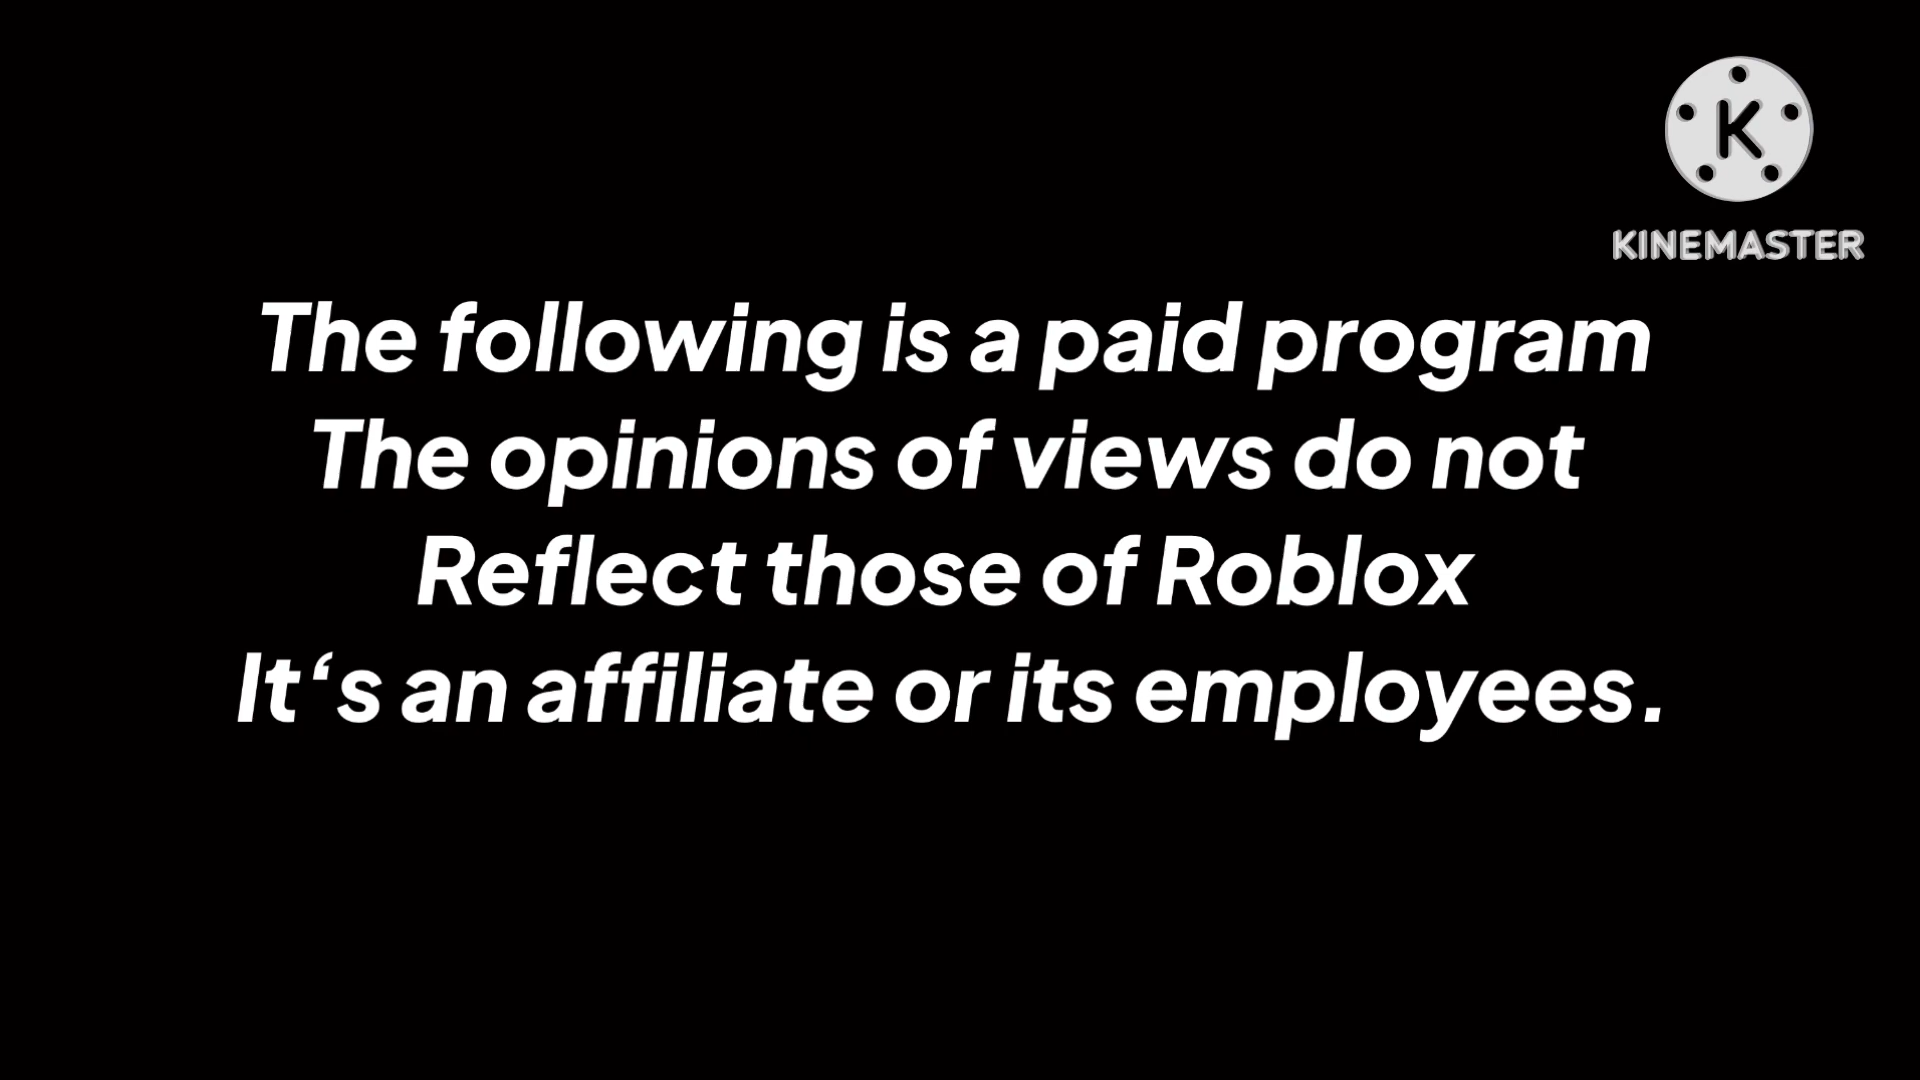 K
KINEMASTER
The following is a paid program
The opinions of views do not
Reflect those of Roblox
It‘s an affiliate or its employees.